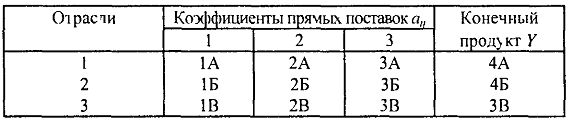 Отрасли Коэффициенты прямых поставок aij Конечный
1 2 3 продукт Y
1 1А 2А 3А 4А
2 1Б 2Б 3Б 4Б
3 1В 2В 3В 3В